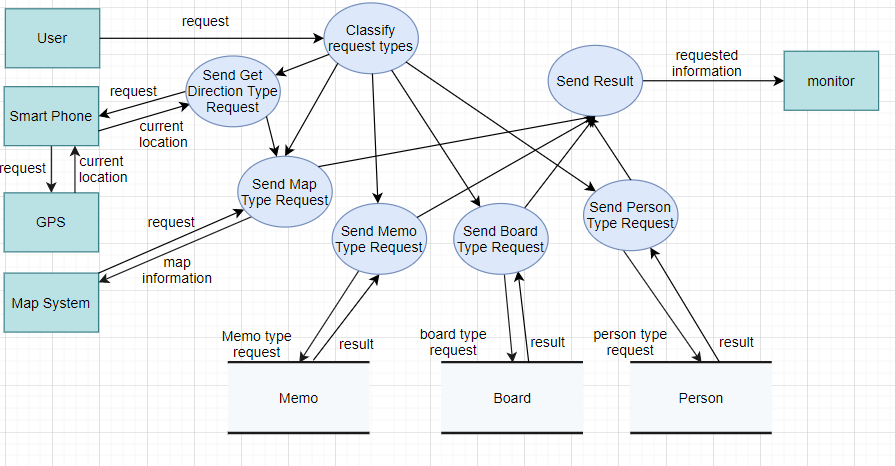 User
request
Classify
request types
Send Get
Direction Type
Request
Send Result
requested
information
monitor
Smart Phone
request
current
location
request
current
location
GPS
Send Map
Type Request
Send Memo
Type Request
Send Board
Type Request
Send Person
Type Request
request
map
information
Map System
Memo type
request
result
board type
request
result
person type
request
result
Memo
Board
Person